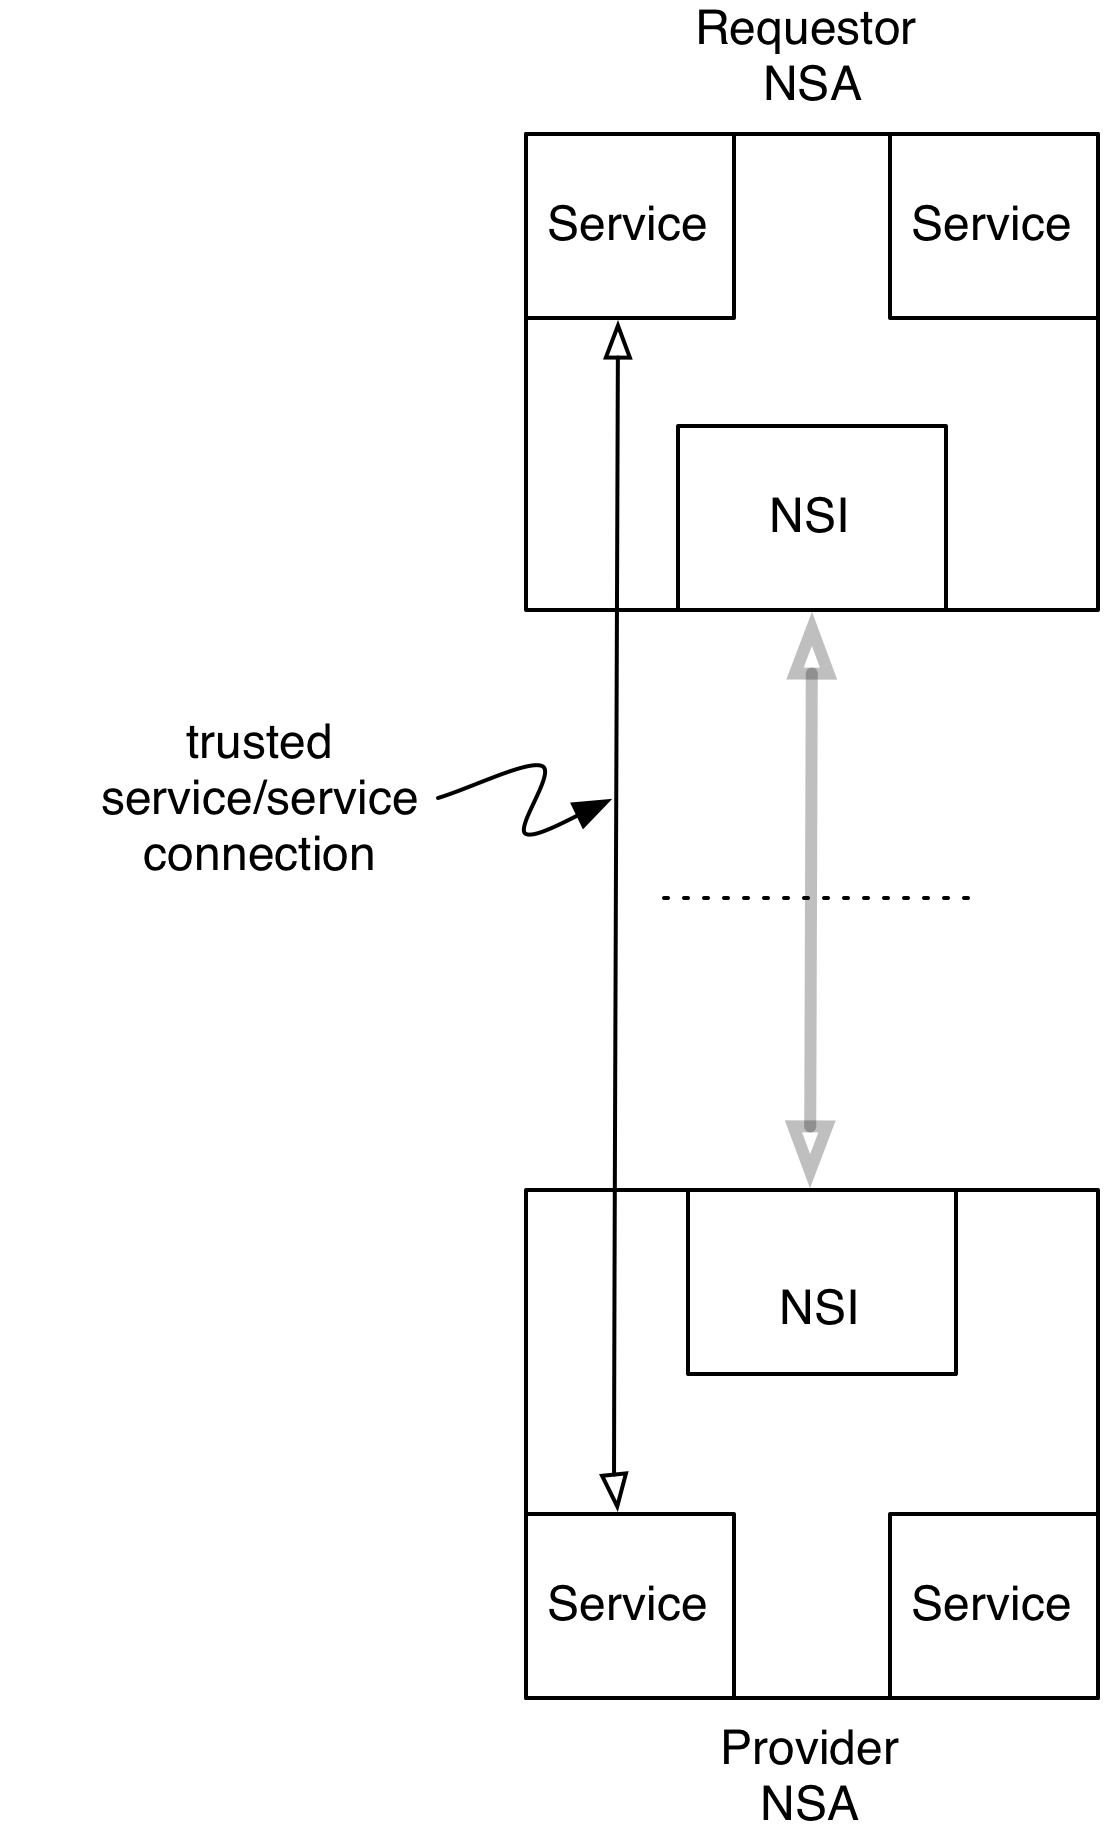 Requestor
NSA
Service
Service
NSI
trusted
service/service
connection
NSI
Service
Service
Provider
NSA